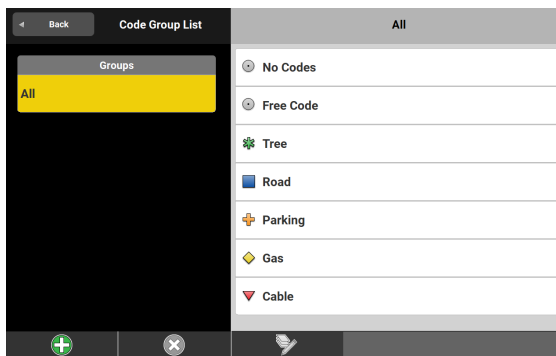 Back
Code Group List
All
Groups
All
No Codes
Free Code
Tree
Road
Parking
Gas
Cable